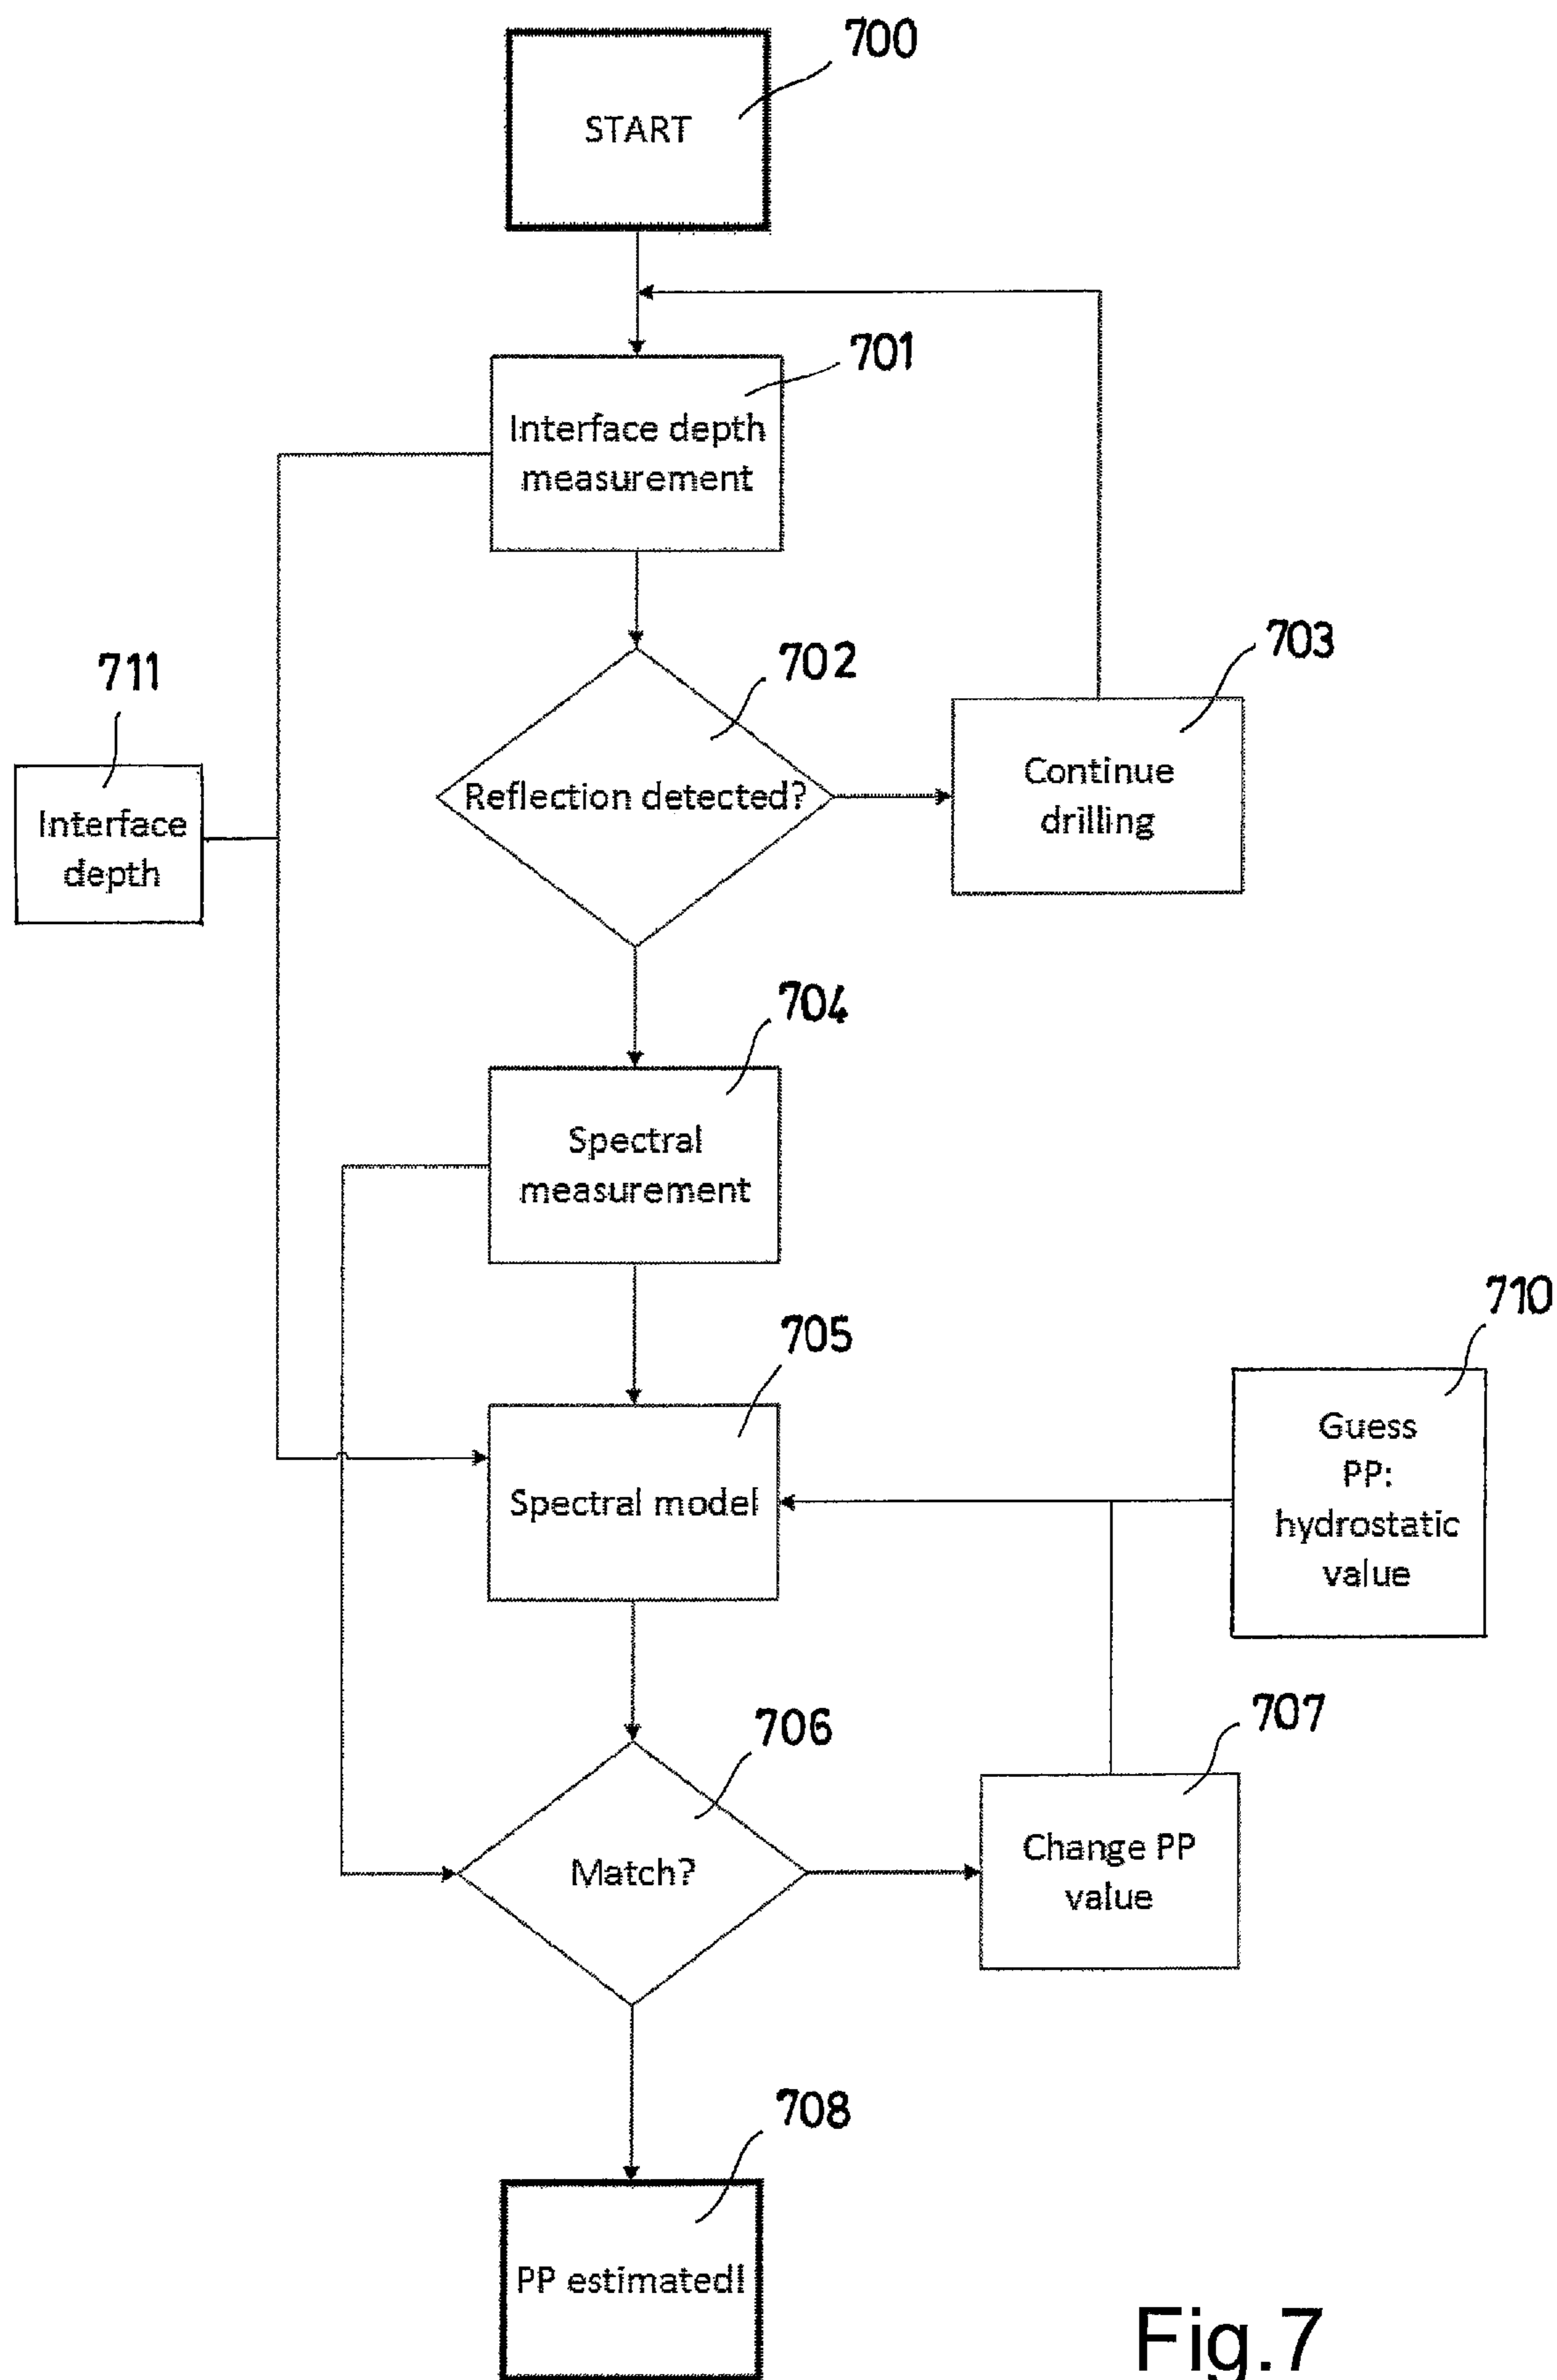 700
START
701
Interface depth
measurement
702
Reflection detected?
703
Continue
drilling
711
Interface
depth
704
Spectral
measurement
705
Spectral model
710
Guess
PP:
hydrostatic
value
706
Match?
707
Change PP
value
708
PP estimated!
Fig.7